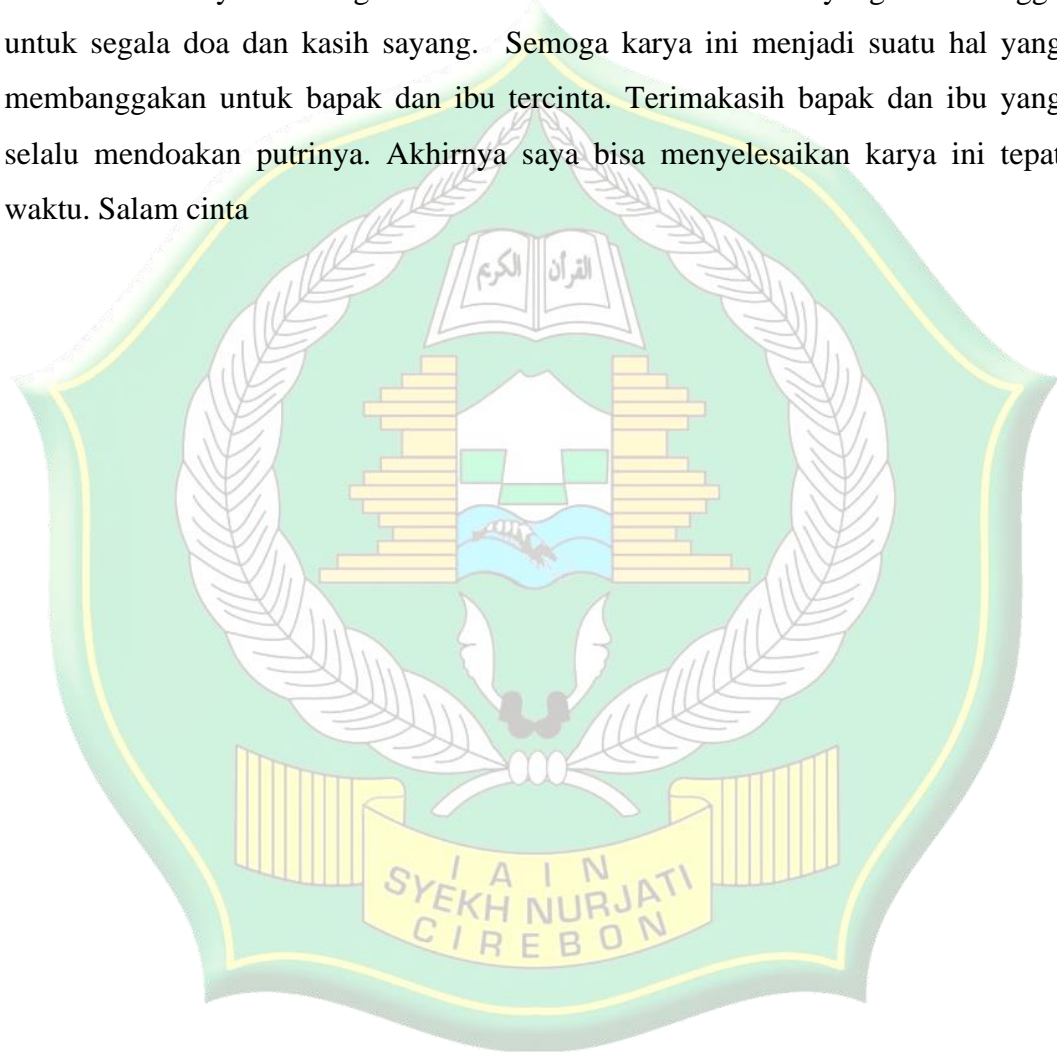 untuk segala doa dan kasih sayang. Semoga karya ini menjadi suatu hal yang
membanggakan untuk bapak dan ibu tercinta. Terimakasih bapak dan ibu yang
selalu mendoakan putrinya. Akhirnya saya bisa menyelesaikan karya ini tepat
waktu. Salam cinta
القرآن الكريم
I A I N
SYEKH NURJATI
CIREBON